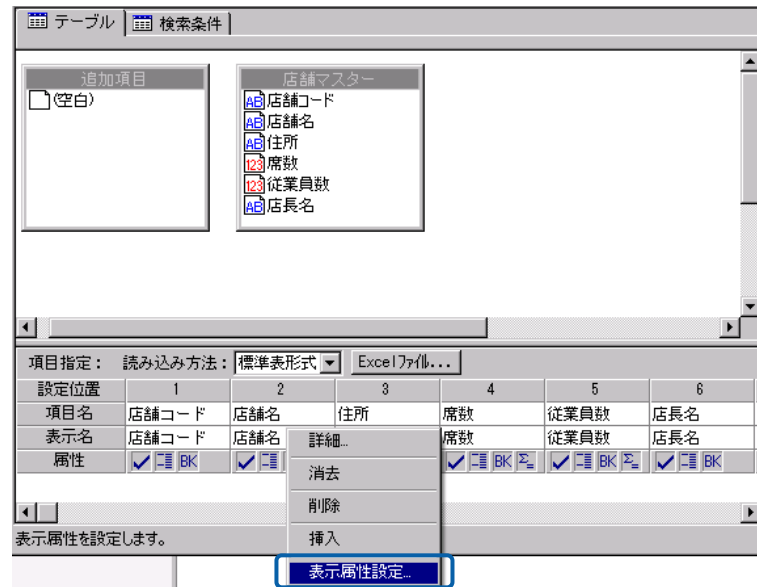 テーブル 検索条件
追加項目 店舗マスター
(空白)
AB 店舗コード
AB 店舗名
AB 住所
123 席数
123 従業員数
AB 店長名
項目指定： 読み込み方法： 標準表形式 Excelファイル...
設定位置 1 2 3 4 5 6
項目名 店舗コード 店舗名 住所 席数 従業員数 店長名
表示名 店舗コード 店舗名 席数 従業員数 店長名
属性 BK BK Σ BK Σ BK
詳細...
消去
削除
挿入
表示属性設定...
表示属性を設定します。